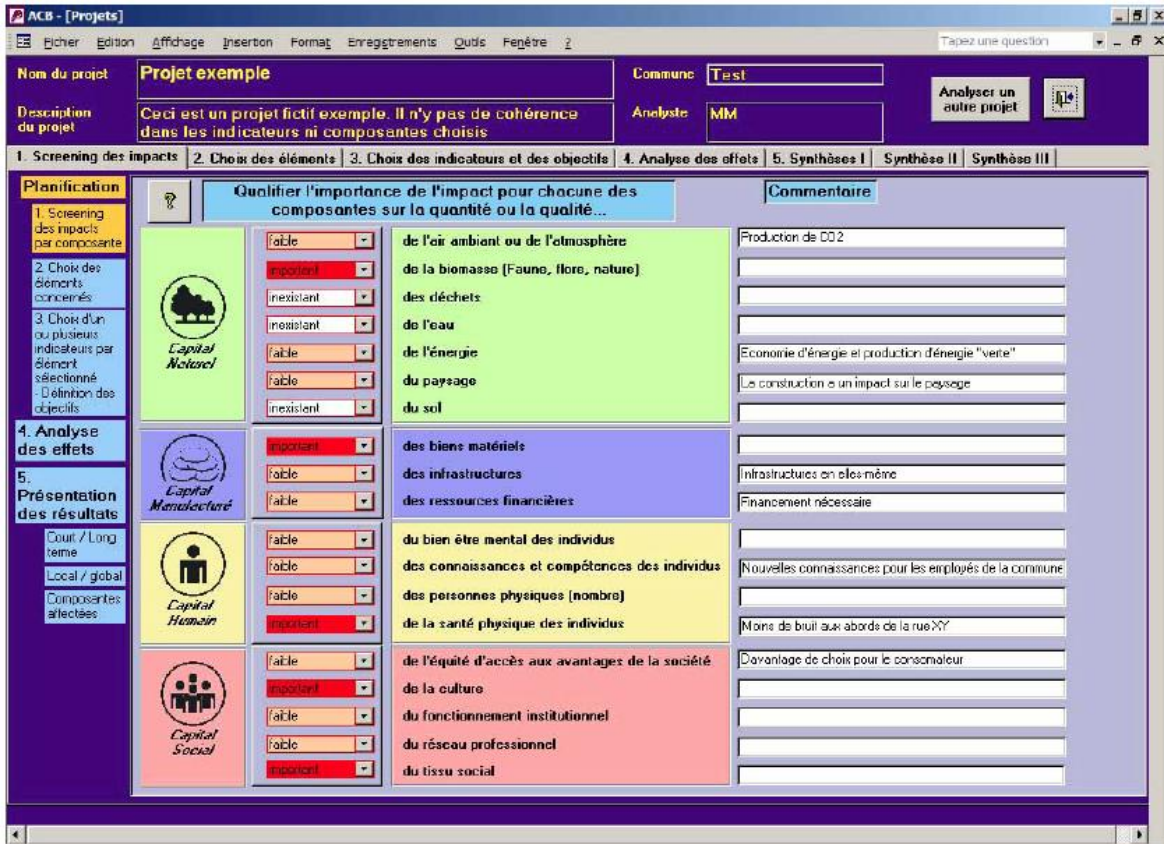 ACB - [Projets]
Fichier Edition Affichage Insertion Format Enregistrements Outils Fenêtre ? Tapez une question
Nom du projet Projet exemple Commune Test
Description du projet Ceci est un projet fictif exemple. Il n'y pas de cohérence
dans les indicateurs ni composantes choisis
Analyste MM
Analyser un
autre projet
1. Screening des impacts 2. Choix des éléments 3. Choix des indicateurs et des objectifs 4. Analyse des effets 5. Synthèses I Synthèse II Synthèse III
Planification
1. Screening
des impacts
par composante
2. Choix des
éléments
concernés
3. Choix d'un
ou plusieurs
indicateurs par
élément
sélectionné
- Définition des
objectifs
4. Analyse
des effets
5.
Présentation
des résultats
Court / Long
terme
Local / global
Composantes
affectées
?
Qualifier l'importance de l'impact pour chacune des
composantes sur la quantité ou la qualité...
Commentaire
Capital
Naturel
faible de l'air ambiant ou de l'atmosphère Production de CO2
important de la biomasse (Faune, flore, nature)
inexistant des déchets
inexistant de l'eau
faible de l'énergie Economie d'énergie et production d'énergie "verte"
faible du paysage La construction a un impact sur le paysage
inexistant du sol
Capital
Manufacturé
important des biens matériels
faible des infrastructures Infrastructures en elles-même
faible des ressources financières Financement nécessaire
Capital
Humain
faible du bien être mental des individus
faible des connaissances et compétences des individus Nouvelles connaissances pour les employés de la commune
faible des personnes physiques (nombre)
important de la santé physique des individus Moins de bruit aux abords de la rue XY
Capital
Social
faible de l'équité d'accès aux avantages de la société Davantage de choix pour le consomateur
important de la culture
faible du fonctionnement institutionnel
faible du réseau professionnel
important du tissu social